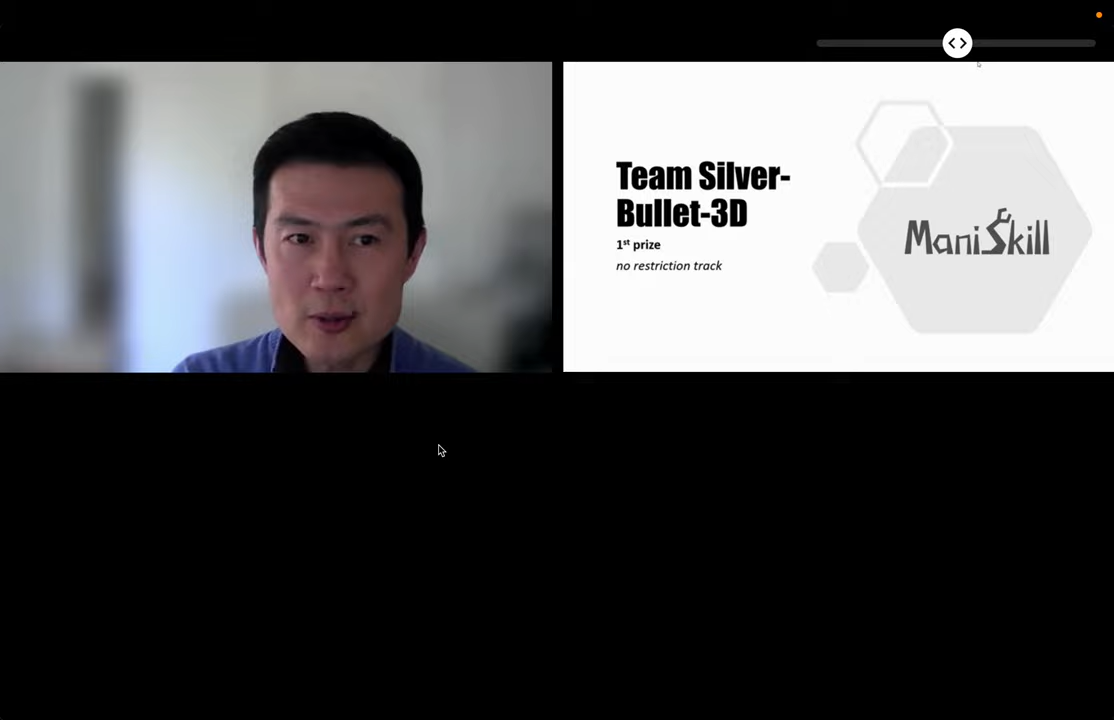 Team Silver-
Bullet-3D
1st prize
no restriction track
ManiSkill